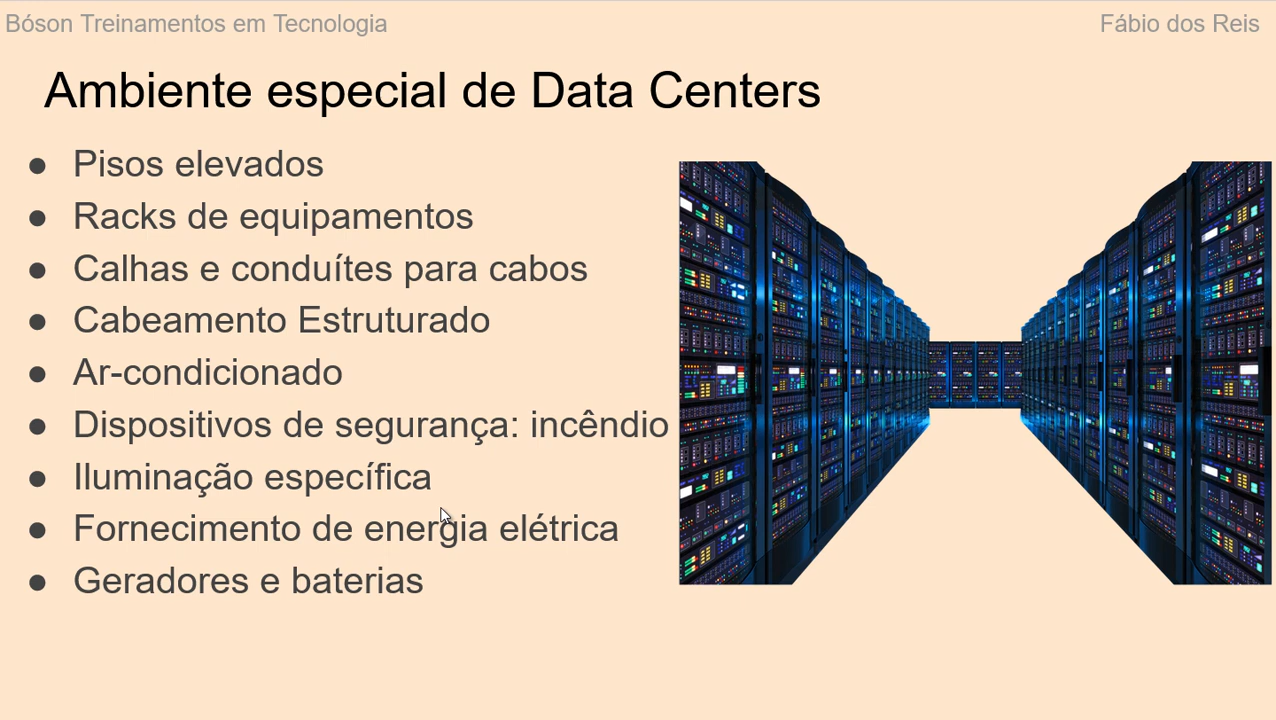 Bóson Treinamentos em Tecnologia
Fábio dos Reis
Ambiente especial de Data Centers
● Pisos elevados
● Racks de equipamentos
● Calhas e conduítes para cabos
● Cabeamento Estruturado
● Ar-condicionado
● Dispositivos de segurança: incêndio
● Iluminação específica
● Fornecimento de energia elétrica
● Geradores e baterias